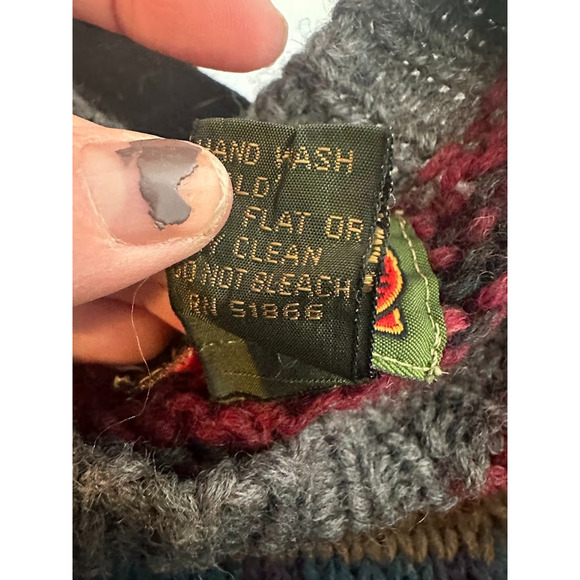 HAND WASH
FLAT OR
CLEAN
DO NOT BLEACH
RN 51866